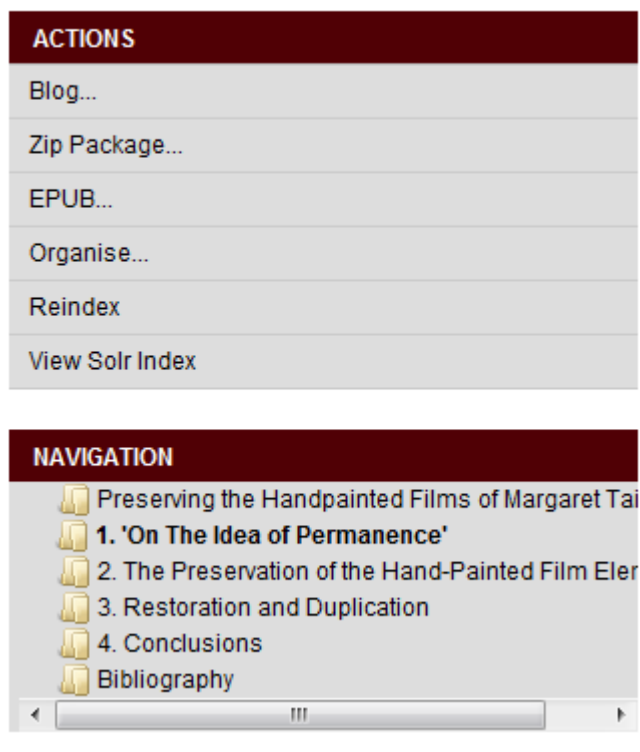 ACTIONS
Blog...
Zip Package...
EPUB...
Organise...
Reindex
View Solr Index
NAVIGATION
Preserving the Handpainted Films of Margaret Tai
1. 'On The Idea of Permanence'
2. The Preservation of the Hand-Painted Film Eler
3. Restoration and Duplication
4. Conclusions
Bibliography